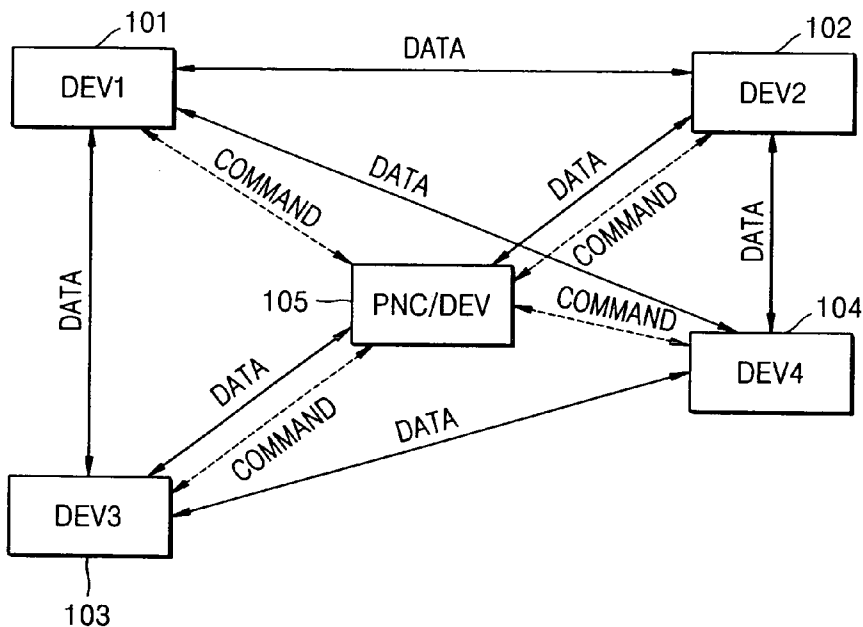 101
102
DATA
DEV1
DEV2
COMMAND
DATA
DATA
COMMAND
DATA
DATA
105
PNC/DEV
COMMAND
104
DEV4
DATA
COMMAND
DATA
DEV3
103